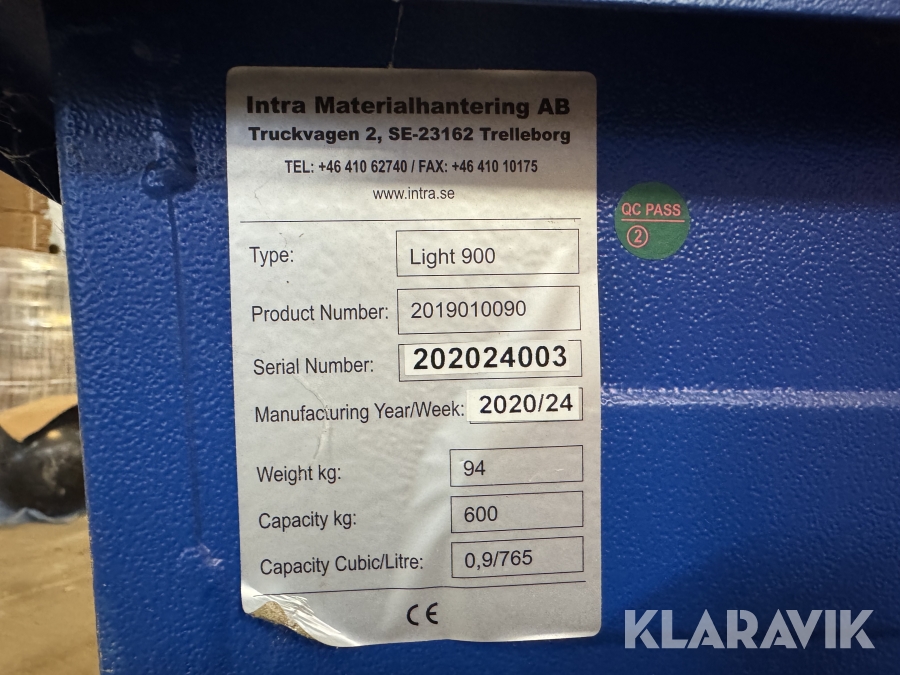 Intra Materialhantering AB
Truckvagen 2, SE-23162 Trelleborg
TEL: +46 410 62740 / FAX: +46 410 10175
www.intra.se
Type: Light 900
Product Number: 2019010090
Serial Number: 202024003
Manufacturing Year/Week: 2020/24
Weight kg: 94
Capacity kg: 600
Capacity Cubic/Litre: 0,9/765
CE
QC PASS
2
KLARAVIK